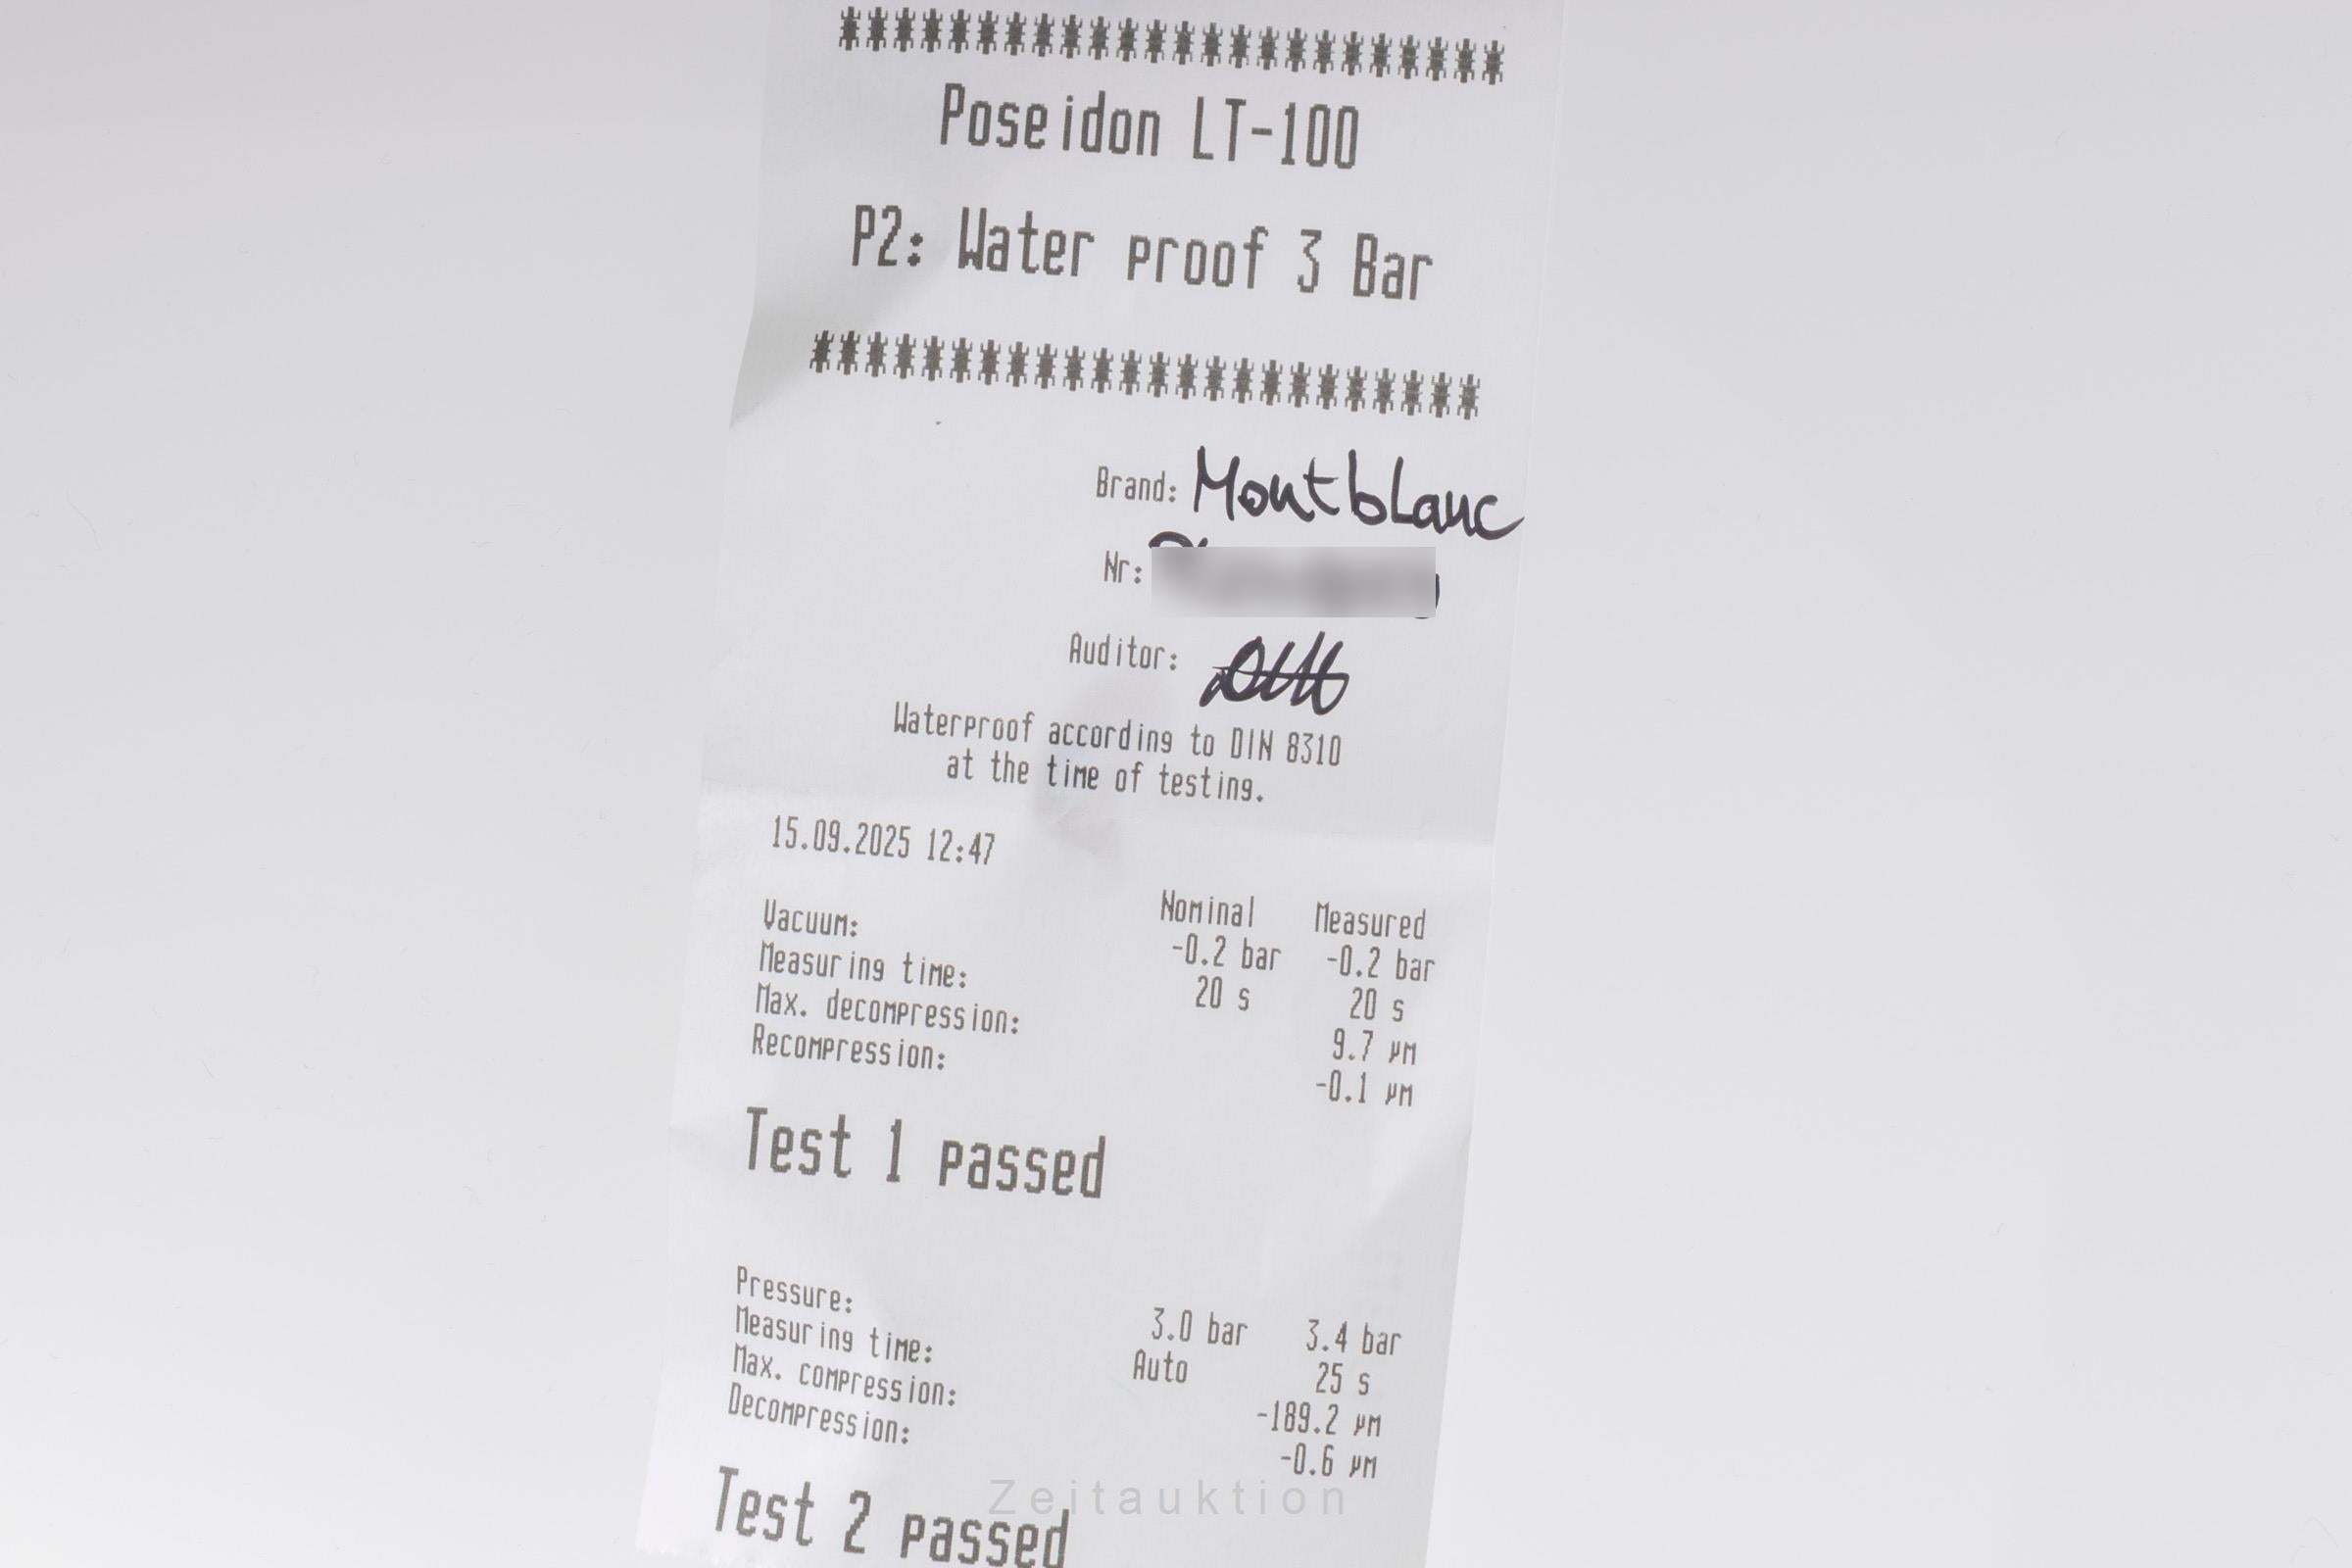 ************************
Poseidon LT-100
P2: Water proof 3 Bar
************************
Brand: Montblanc
Nr:
Auditor:
Waterproof according to DIN 8310
at the time of testing.
15.09.2025 12:47
Nominal Measured
Vacuum: -0.2 bar -0.2 bar
Measuring time: 20 s 20 s
Max. decompression: 9.7 µm
Recompression: -0.1 µm
Test 1 passed
Pressure: 3.0 bar 3.4 bar
Measuring time: Auto 25 s
Max. compression: -189.2 µm
Decompression: -0.6 µm
Test 2 passed
Zeitauktion